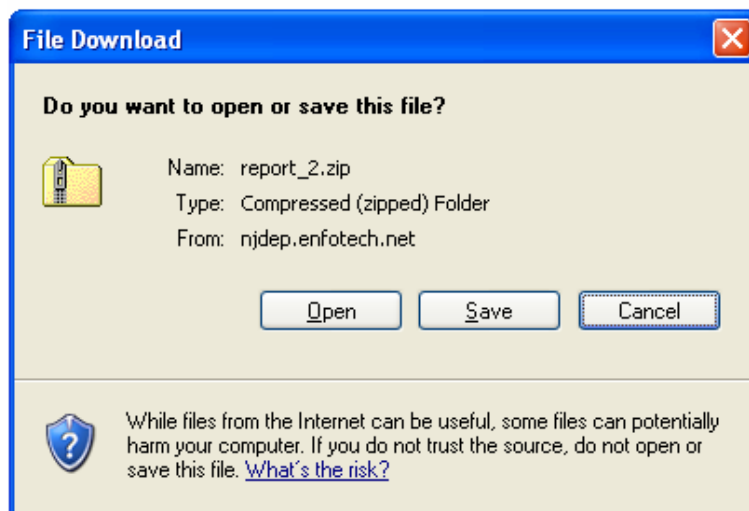 File Download
Do you want to open or save this file?
Name: report_2.zip
Type: Compressed (zipped) Folder
From: njdep.enfotech.net
Open Save Cancel
While files from the Internet can be useful, some files can potentially
harm your computer. If you do not trust the source, do not open or
save this file. What's the risk?